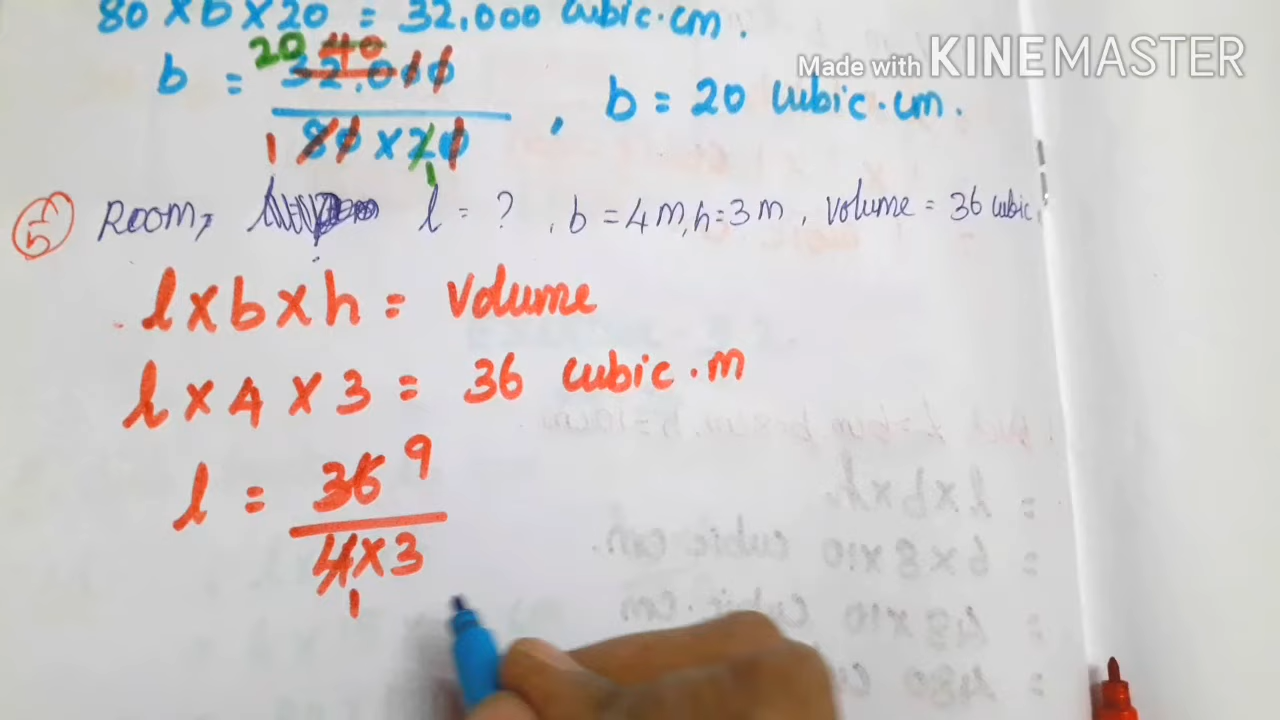 80 x b x 20 = 32,000 cubic.cm.
Made with KINEMASTER
20 40
b = 32,000 / 80 x 20 , b = 20 cubic.cm.
1 1
5 Room, l = ? , b = 4m, h = 3m , volume = 36 cubic.
l x b x h = Volume
l x 4 x 3 = 36 cubic.m
l = 36 9 / 4 x 3
1